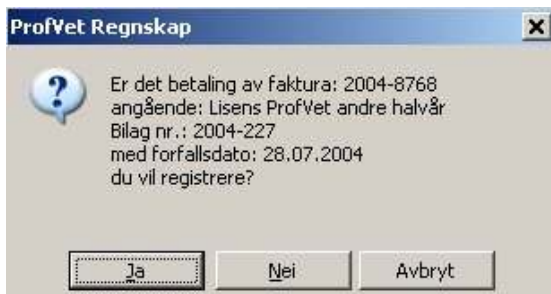 ProfVet Regnskap
Er det betaling av faktura: 2004-8768
angående: Lisens ProfVet andre halvår
Bilag nr.: 2004-227
med forfallsdato: 28.07.2004
du vil registrere?
Ja Nei Avbryt